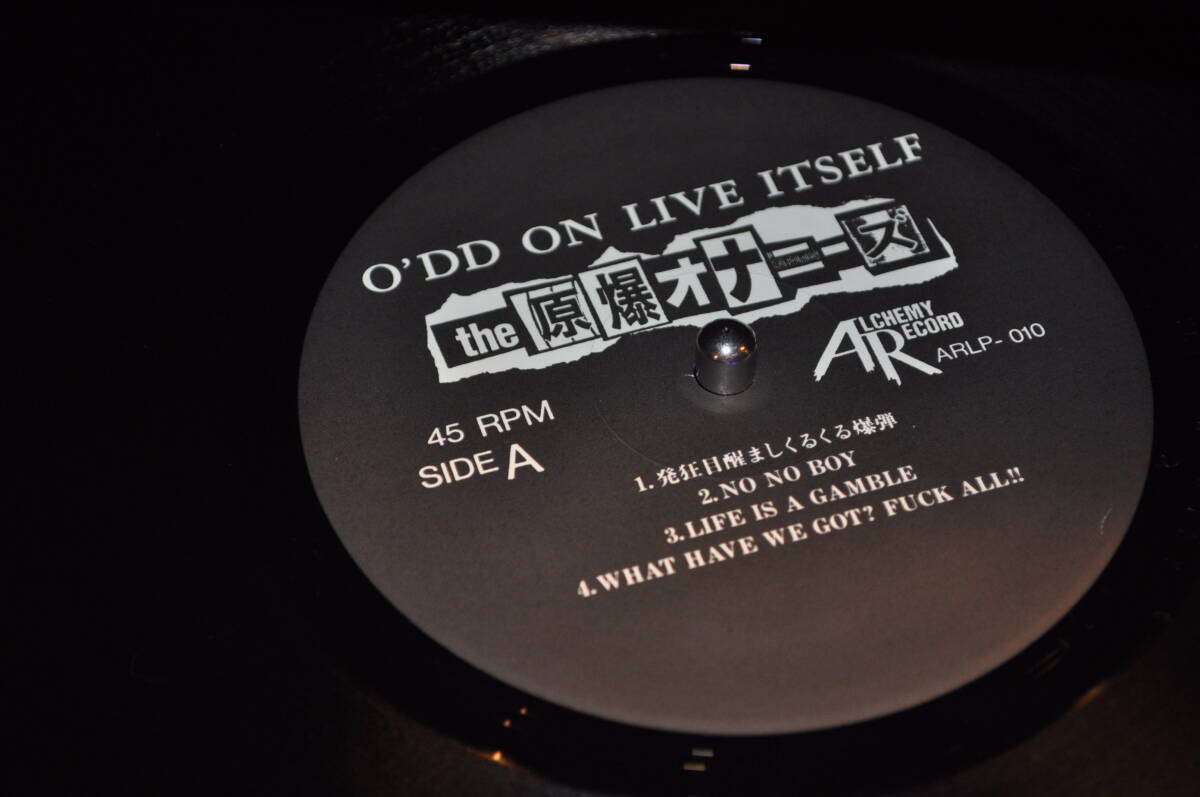 O'DD ON LIVE ITSELF
the 原爆オナニーズ
ALCHEMY
RECORD
ARLP- 010
45 RPM
SIDE A
1.発狂目醒ましくるくる爆弾
2.NO NO BOY
3.LIFE IS A GAMBLE
4.WHAT HAVE WE GOT? FUCK ALL!!